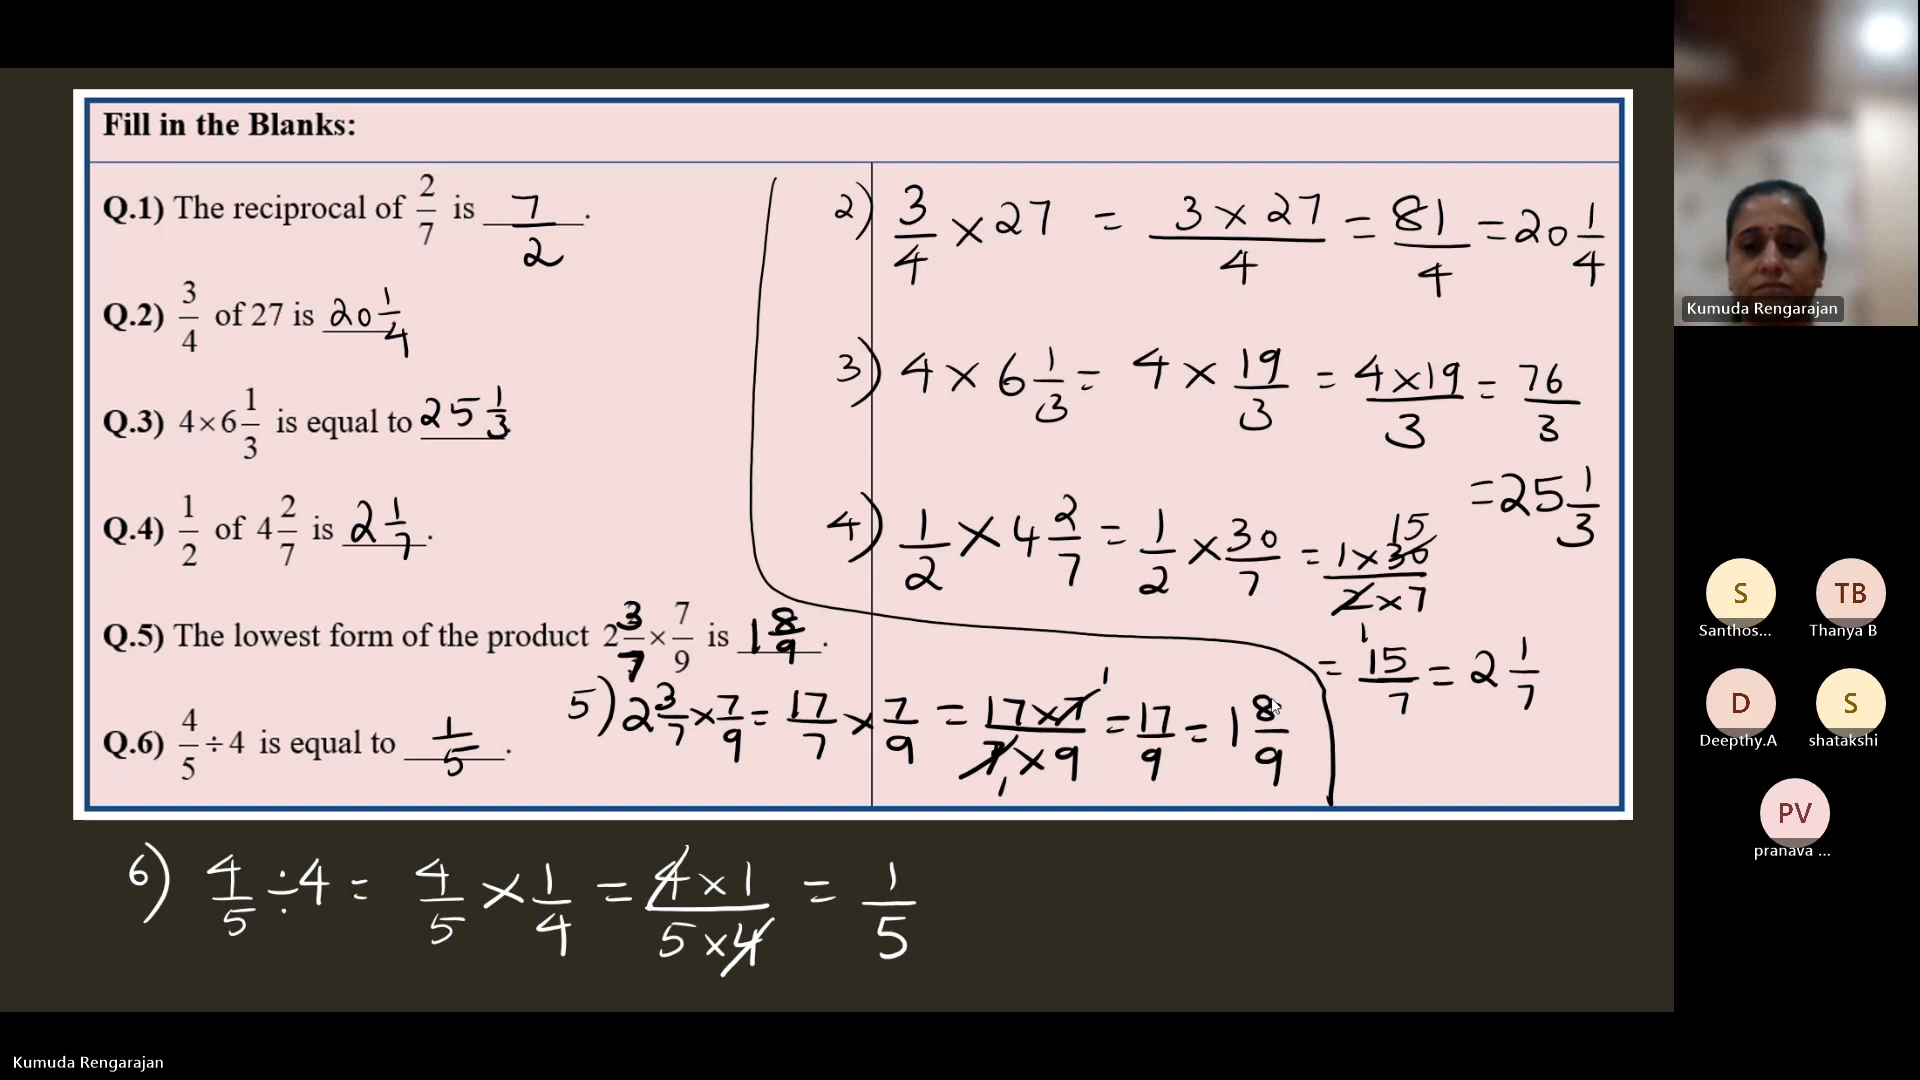 Fill in the Blanks:
Q.1) The reciprocal of 2/7 is 7/2.
Q.2) 3/4 of 27 is 20 1/4
Q.3) 4×6 1/3 is equal to 25 1/3
Q.4) 1/2 of 4 2/7 is 2 1/7.
Q.5) The lowest form of the product 2 3/7 × 7/9 is 1 8/9.
Q.6) 4/5 ÷ 4 is equal to 1/5.
2) 3/4 × 27 = 3 × 27/4 = 81/4 = 20 1/4
3) 4 × 6 1/3 = 4 × 19/3 = 4 × 19/3 = 76/3
= 25 1/3
4) 1/2 × 4 2/7 = 1/2 × 30/7 = 1 × 30 15/2 × 7 1
= 15/7 = 2 1/7
5) 2 3/7 × 7/9 = 17/7 × 7/9 = 17 × 7 1/7 × 9 1 = 17/9 = 1 8/9
6) 4/5 ÷ 4 = 4/5 × 1/4 = 4 × 1/5 × 4 = 1/5
Kumuda Rengarajan
S
Santhos...
TB
Thanya B
D
Deepthy.A
S
shatakshi
PV
pranava ...
Kumuda Rengarajan